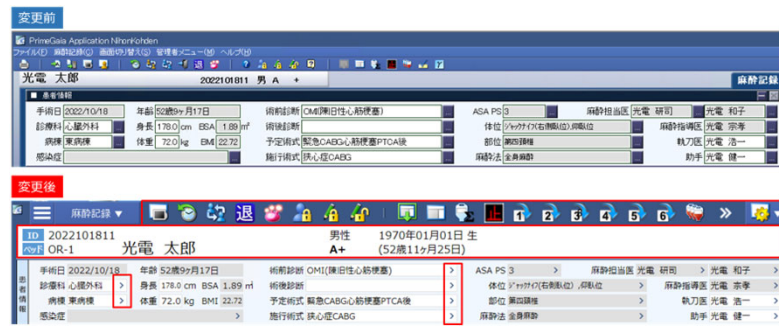 変更前
PrimeGaia Application NihonKohden
ファイル(F) 麻酔記録(C) 画面切り替え(S) 管理者メニュー(M) ヘルプ(H)
光電 太郎 2022101811 男 A + 麻酔記録
■ 患者情報
手術日 2022/10/18 年齢 52歳9ヶ月17日 術前診断 OMI(陳旧性心筋梗塞) ASA PS 3 麻酔担当医 光電 研司 光電 和子
診療科 心臓外科 身長 178.0 cm BSA 1.89 ㎡ 術後診断 体位 ジャックナイフ(右側臥位),仰臥位 麻酔指導医 光電 宗孝
病棟 東病棟 体重 72.0 kg BMI 22.72 予定術式 緊急CABG心筋梗塞PTCA後 部位 第四頸椎 執刀医 光電 浩一
感染症 施行術式 狭心症CABG 麻酔法 全身麻酔 助手 光電 健一
変更後
麻酔記録 ▼ 退 1 2 3 4 5 6 »
ID 2022101811 男性 1970年01月01日 生
ベッド OR-1 光電 太郎 A+ (52歳11ヶ月25日)
患者情報
手術日 2022/10/18 年齢 52歳9ヶ月17日 術前診断 OMI(陳旧性心筋梗塞) > ASA PS 3 > 麻酔担当医 光電 研司 > 光電 和子 >
診療科 心臓外科 > 身長 178.0 cm BSA 1.89 ㎡ 術後診断 > 体位 ジャックナイフ(右側臥位),仰臥位 > 麻酔指導医 光電 宗孝 >
病棟 東病棟 > 体重 72.0 kg BMI 22.72 予定術式 緊急CABG心筋梗塞PTCA後 > 部位 第四頸椎 > 執刀医 光電 浩一 >
感染症 > 施行術式 狭心症CABG > 麻酔法 全身麻酔 > 助手 光電 健一 >